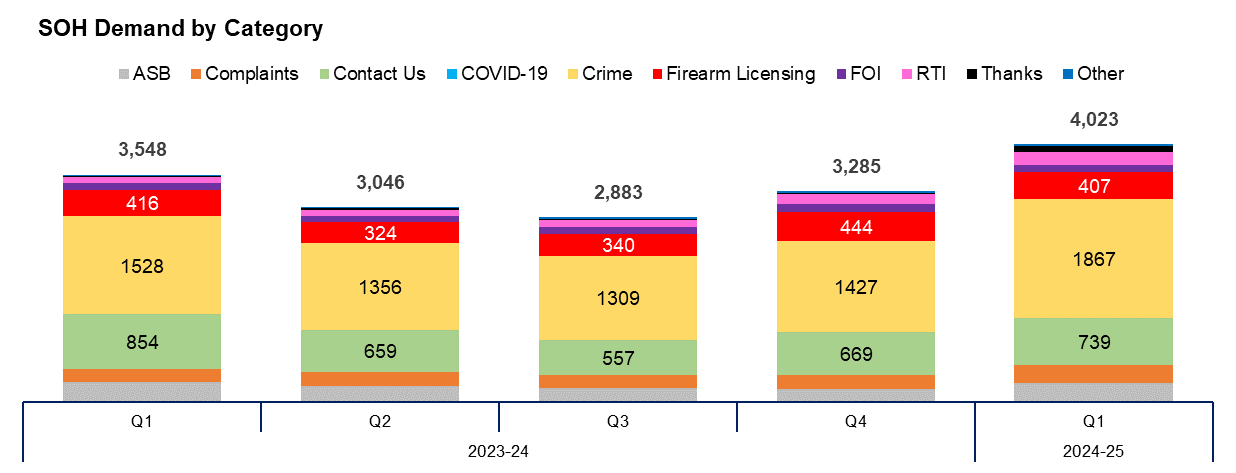 SOH Demand by Category
ASB Complaints Contact Us COVID-19 Crime Firearm Licensing FOI RTI Thanks Other
3,548 3,046 2,883 3,285 4,023
416 324 340 444 407
1528 1356 1309 1427 1867
854 659 557 669 739
Q1 Q2 Q3 Q4 Q1
2023-24 2024-25